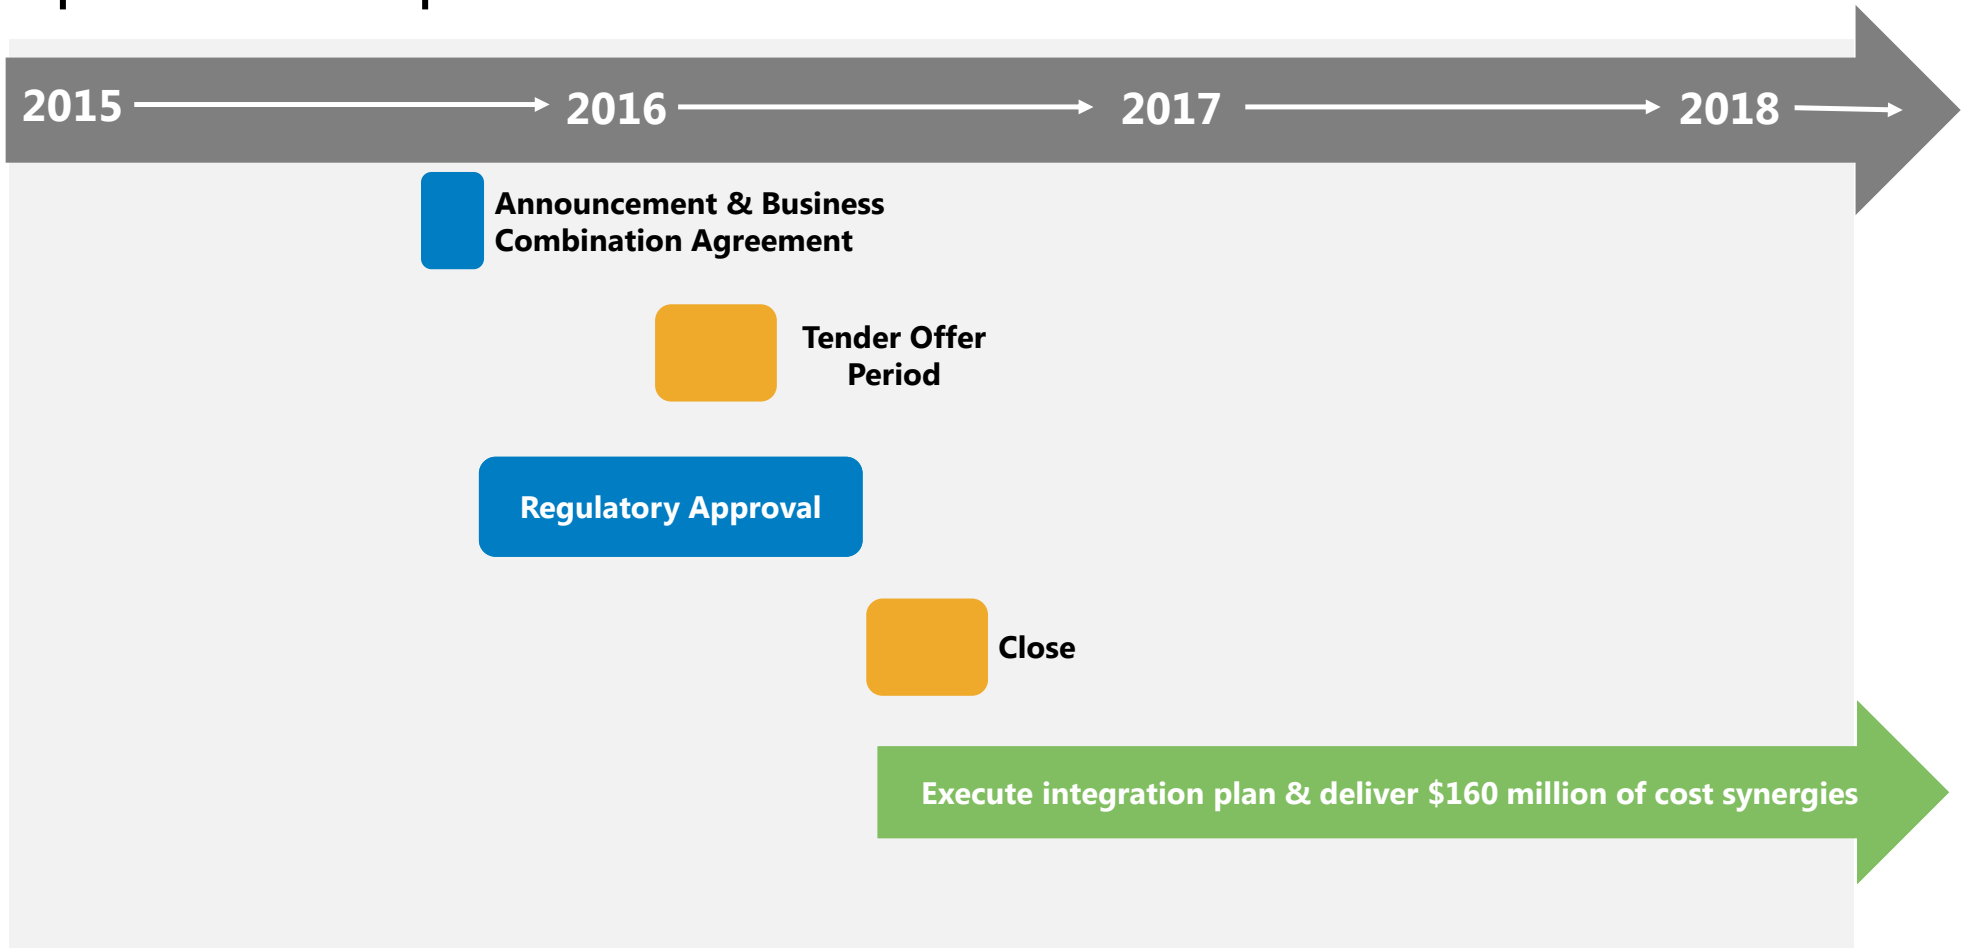 2015
2016
2017
2018
Announcement & Business
Combination Agreement
Tender Offer
Period
Regulatory Approval
Close
Execute integration plan & deliver $160 million of cost synergies